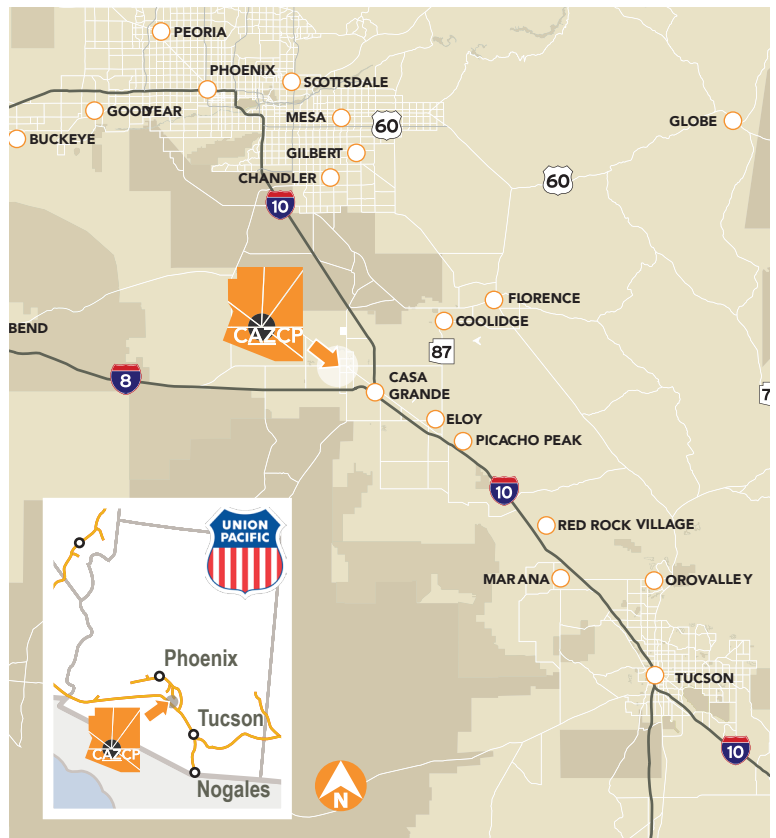 PEORIA
PHOENIX
SCOTTSDALE
GOODYEAR
MESA
60
GLOBE
BUCKEYE
GILBERT
CHANDLER
60
10
CAZCP
FLORENCE
COOLIDGE
BEND
87
8
CASA
GRANDE
7
ELOY
PICACHO PEAK
10
UNION
PACIFIC
RED ROCK VILLAGE
MARANA
OROVALLEY
Phoenix
TUCSON
Tucson
CAZCP
10
Nogales
N